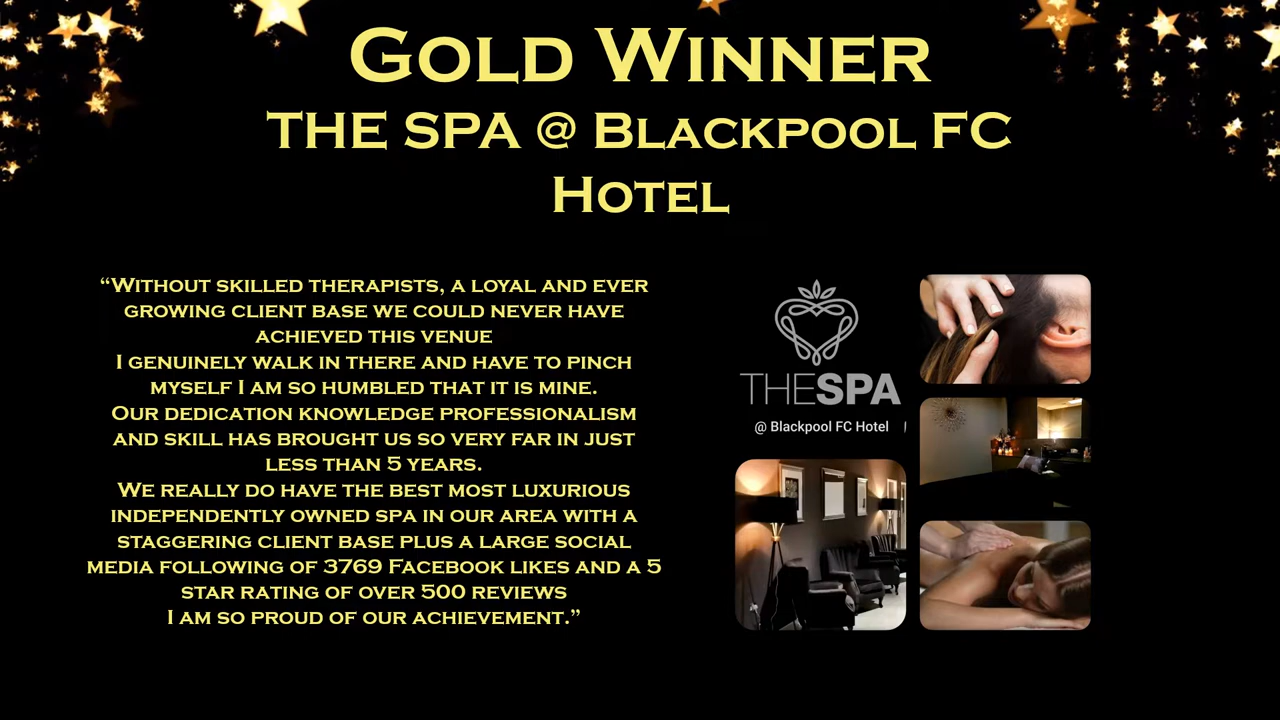 Gold Winner
THE SPA @ Blackpool FC
Hotel
“Without skilled therapists, a loyal and ever
growing client base we could never have
achieved this venue
I genuinely walk in there and have to pinch
myself I am so humbled that it is mine.
Our dedication knowledge professionalism
and skill has brought us so very far in just
less than 5 years.
We really do have the best most luxurious
independently owned spa in our area with a
staggering client base plus a large social
media following of 3769 Facebook likes and a 5
star rating of over 500 reviews
I am so proud of our achievement.”
THESPA
@ Blackpool FC Hotel